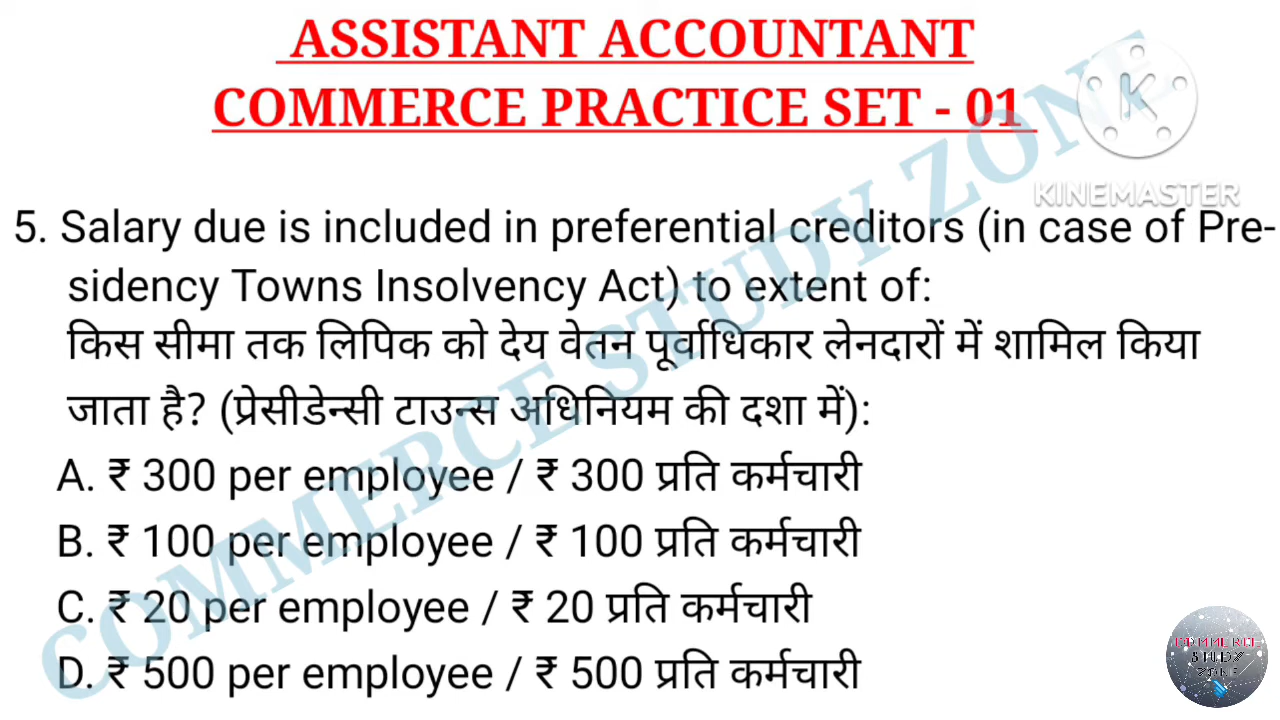 ASSISTANT ACCOUNTANT
COMMERCE PRACTICE SET - 01
KINEMASTER
5. Salary due is included in preferential creditors (in case of Pre-
sidency Towns Insolvency Act) to extent of:
किस सीमा तक लिपिक को देय वेतन पूर्वाधिकार लेनदारों में शामिल किया
जाता है? (प्रेसीडेन्सी टाउन्स अधिनियम की दशा में):
A. ₹ 300 per employee / ₹ 300 प्रति कर्मचारी
B. ₹ 100 per employee / ₹ 100 प्रति कर्मचारी
C. ₹ 20 per employee / ₹ 20 प्रति कर्मचारी
D. ₹ 500 per employee / ₹ 500 प्रति कर्मचारी
COMMERCE STUDY ZONE
COMMERCE
STUDY
ZONE